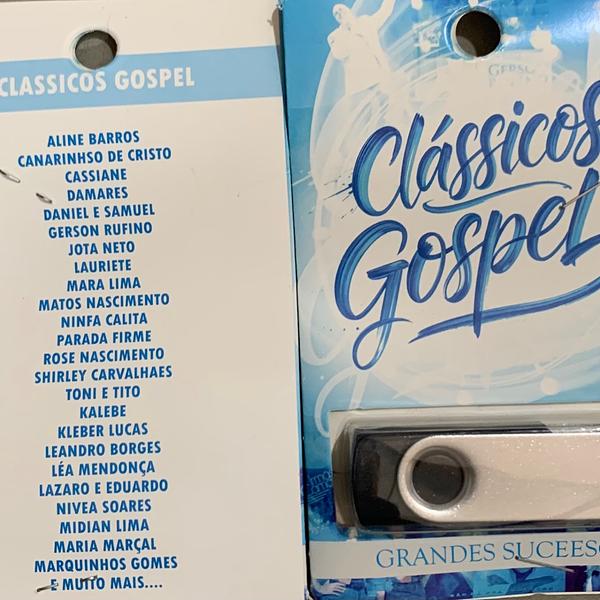 CLASSICOS GOSPEL
ALINE BARROS
CANARINHSO DE CRISTO
CASSIANE
DAMARES
DANIEL E SAMUEL
GERSON RUFINO
JOTA NETO
LAURIETE
MARA LIMA
MATOS NASCIMENTO
NINFA CALITA
PARADA FIRME
ROSE NASCIMENTO
SHIRLEY CARVALHAES
TONI E TITO
KALEBE
KLEBER LUCAS
LEANDRO BORGES
LÉA MENDONÇA
LAZARO E EDUARDO
NIVEA SOARES
MIDIAN LIMA
MARIA MARÇAL
MARQUINHOS GOMES
E MUITO MAIS....
Clássicos
Gospel
GRANDES SUCEES